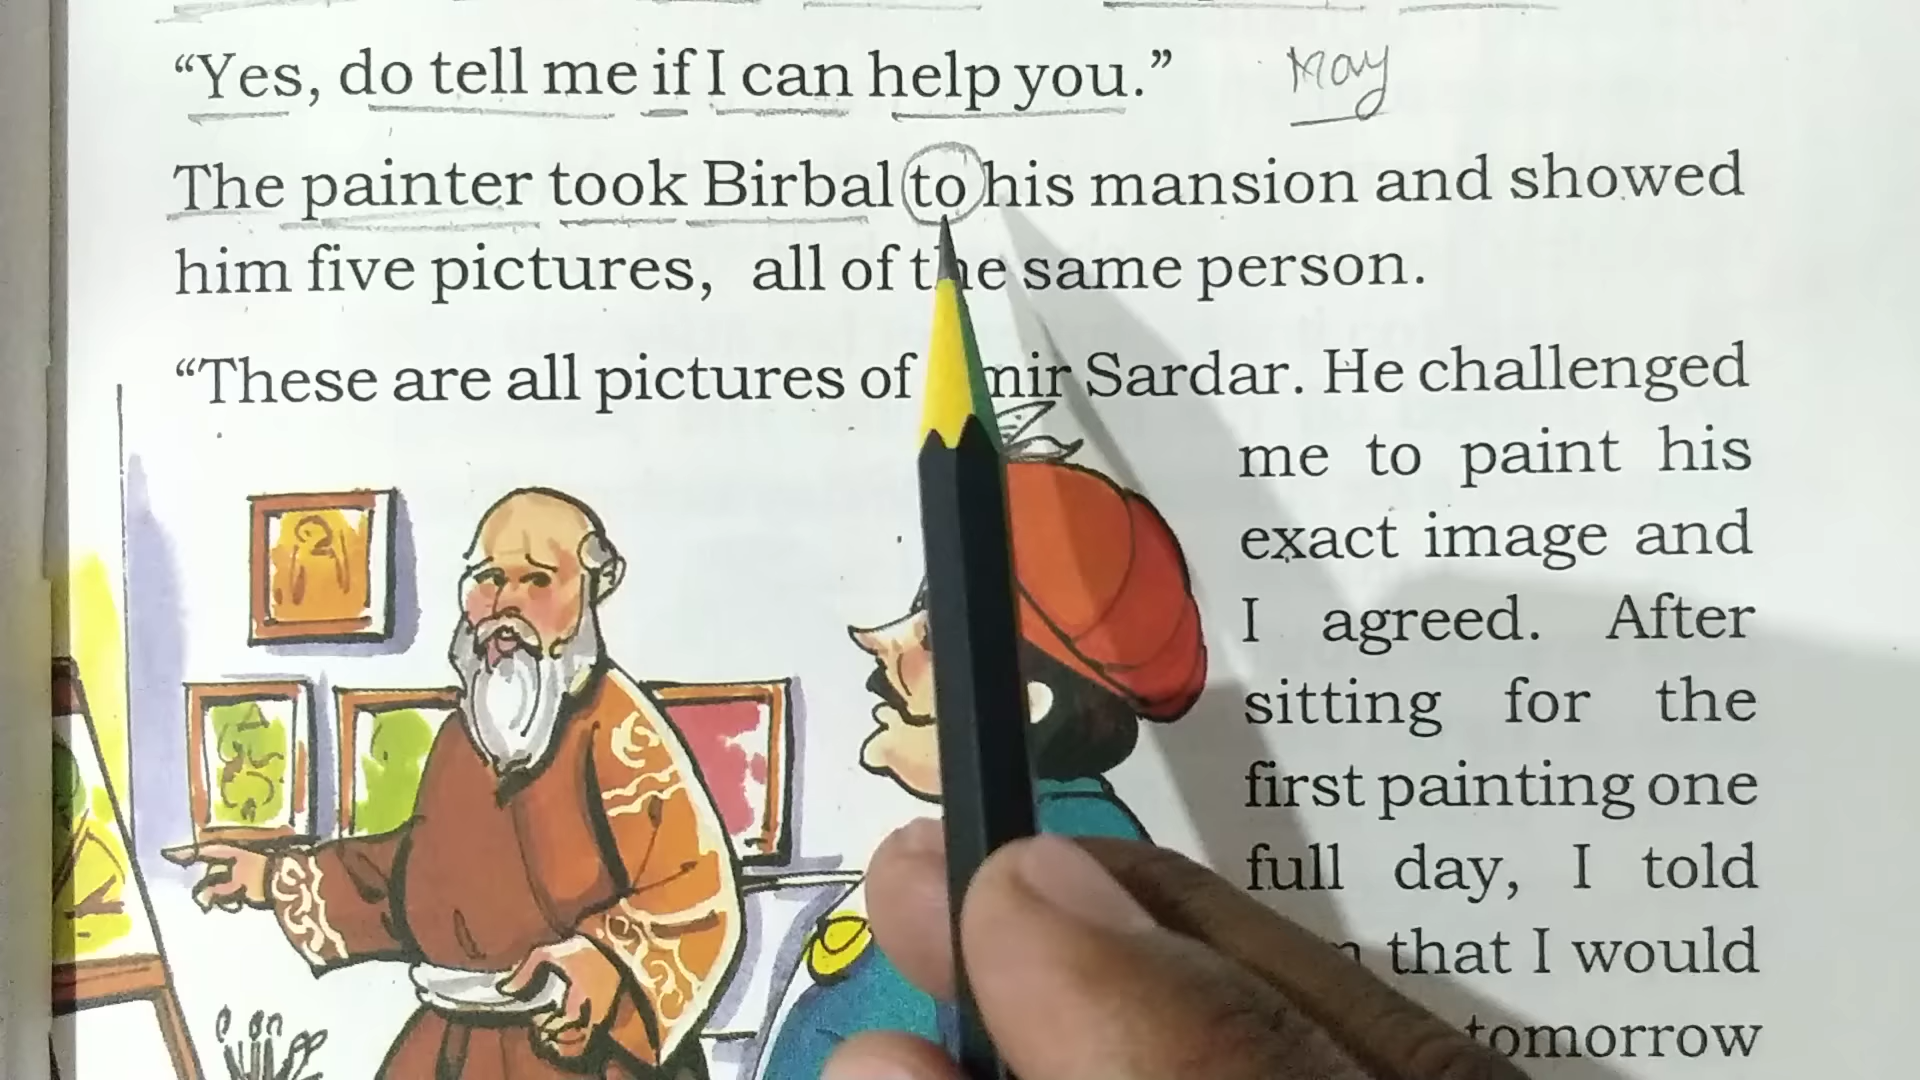 “Yes, do tell me if I can help you.” May
The painter took Birbal to his mansion and showed
him five pictures, all of the same person.
“These are all pictures of Sardar. He challenged
me to paint his
exact image and
I agreed. After
sitting for the
first painting one
full day, I told
that I would
tomorrow